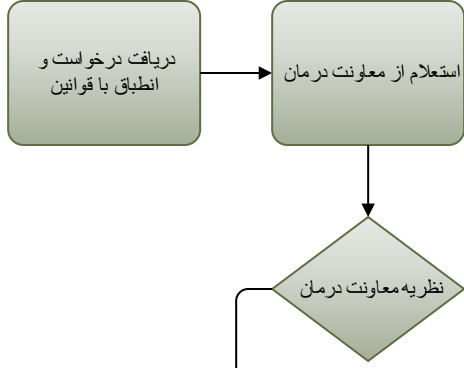 دریافت درخواست و
انطباق با قوانین
استعلام از معاونت درمان
نظریه معاونت درمان